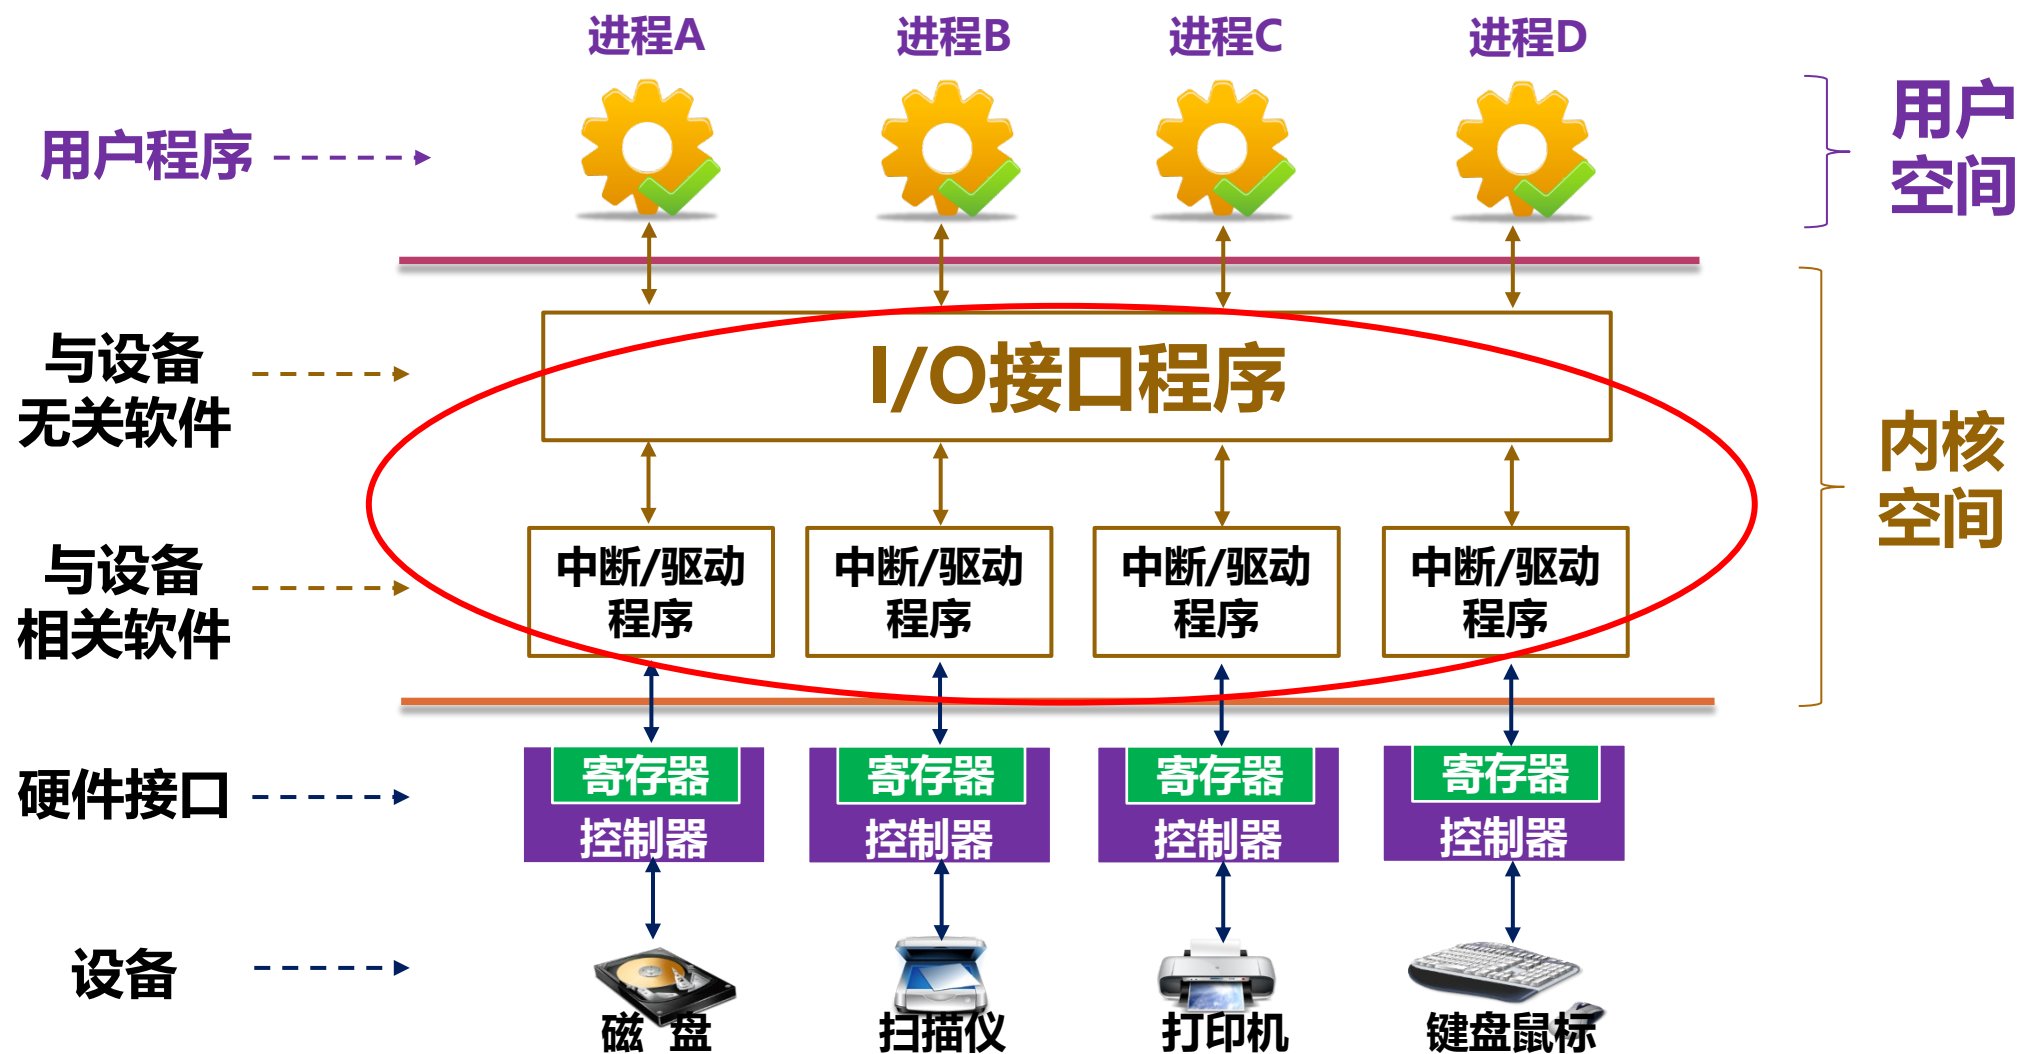 进程A
进程B
进程C
进程D
用户程序
用户
空间
与设备
无关软件
I/O接口程序
内核
空间
与设备
相关软件
中断/驱动
程序
中断/驱动
程序
中断/驱动
程序
中断/驱动
程序
硬件接口
寄存器
控制器
寄存器
控制器
寄存器
控制器
寄存器
控制器
设备
磁 盘
扫描仪
打印机
键盘鼠标